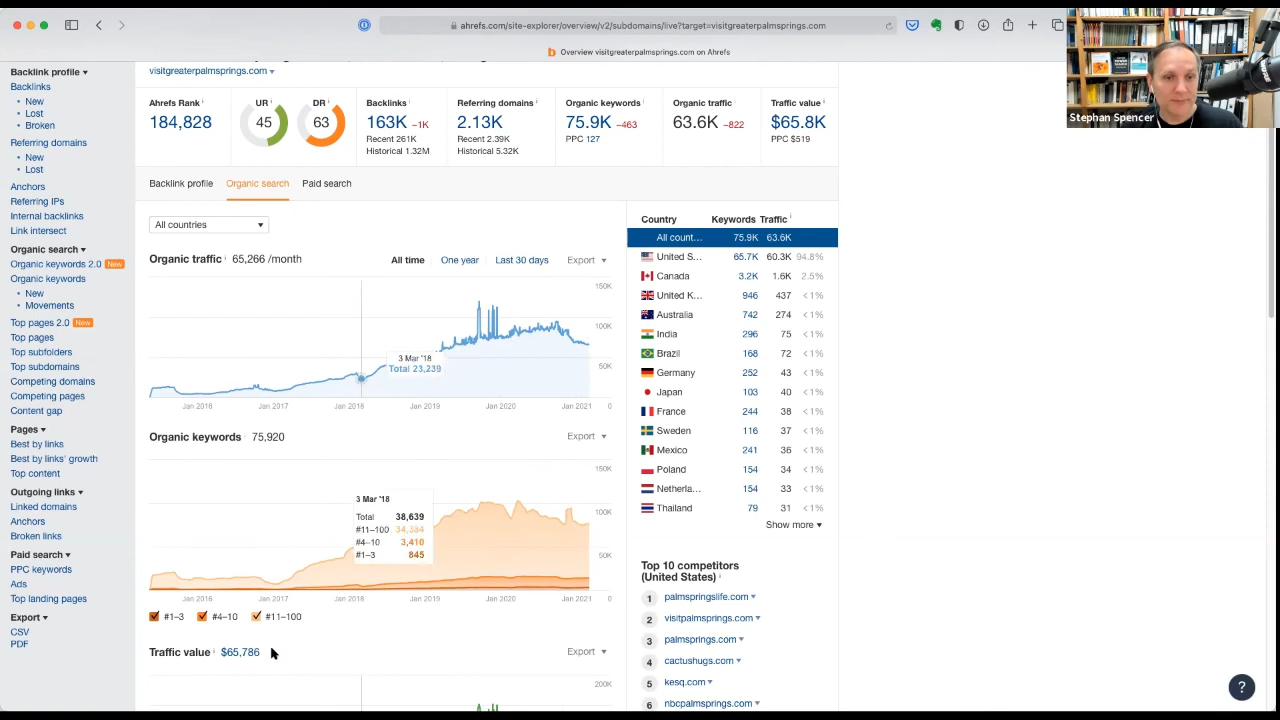 ahrefs.com/site-explorer/overview/v2/subdomains/live?target=visitgreaterpalmsprings.com
Overview visitgreaterpalmsprings.com on Ahrefs
Stephan Spencer
Backlink profile
Backlinks
New
Lost
Broken
Referring domains
New
Lost
Anchors
Referring IPs
Internal backlinks
Link intersect
Organic search
Organic keywords 2.0 New
Organic keywords
New
Movements
Top pages 2.0 New
Top pages
Top subfolders
Top subdomains
Competing domains
Competing pages
Content gap
Pages
Best by links
Best by links' growth
Top content
Outgoing links
Linked domains
Anchors
Broken links
Paid search
PPC keywords
Ads
Top landing pages
Export
CSV
PDF
visitgreaterpalmsprings.com
Ahrefs Rank
184,828
UR
45
DR
63
Backlinks
163K -1K
Recent 261K
Historical 1.32M
Referring domains
2.13K
Recent 2.39K
Historical 5.32K
Organic keywords
75.9K -463
PPC 127
Organic traffic
63.6K -822
Traffic value
$65.8K
PPC $519
Backlink profile Organic search Paid search
All countries
Organic traffic 65,266 /month All time One year Last 30 days Export
150K
100K
50K
0
3 Mar '18
Total 23,239
Jan 2016 Jan 2017 Jan 2018 Jan 2019 Jan 2020 Jan 2021
Organic keywords 75,920 Export
150K
100K
50K
0
3 Mar '18
Total 38,639
#11–100 34,384
#4–10 3,410
#1–3 845
Jan 2016 Jan 2017 Jan 2018 Jan 2019 Jan 2020 Jan 2021
#1–3 #4–10 #11–100
Traffic value $65,786 Export
200K
Country Keywords Traffic
All count... 75.9K 63.6K
United S... 65.7K 60.3K 94.8%
Canada 3.2K 1.6K 2.5%
United K... 946 437 <1%
Australia 742 274 <1%
India 296 75 <1%
Brazil 168 72 <1%
Germany 252 43 <1%
Japan 103 40 <1%
France 244 38 <1%
Sweden 116 37 <1%
Mexico 241 36 <1%
Poland 154 34 <1%
Netherla... 154 33 <1%
Thailand 79 31 <1%
Show more
Top 10 competitors
(United States)
1 palmspringslife.com
2 visitpalmsprings.com
3 palmsprings.com
4 cactushugs.com
5 kesq.com
6 nbcpalmsprings.com
?